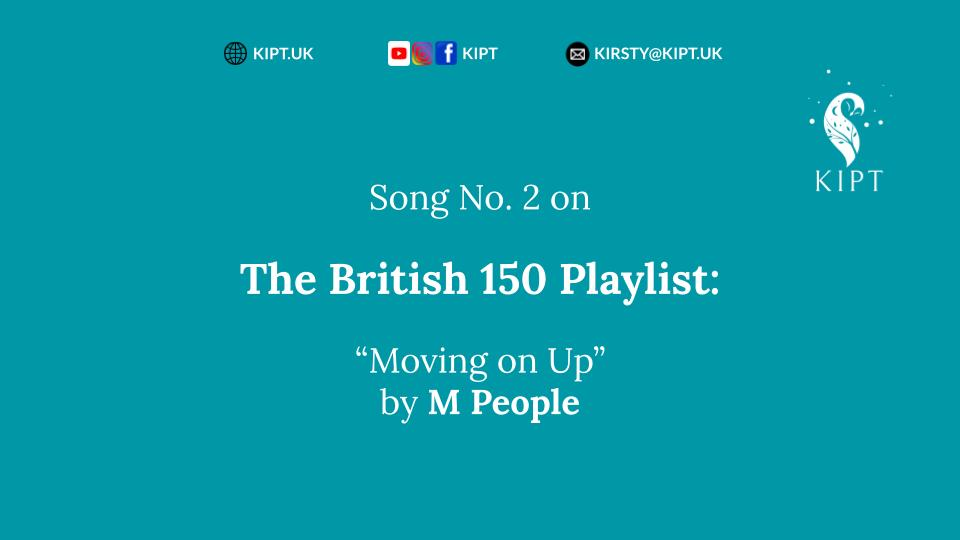 KIPT.UK
KIPT
KIRSTY@KIPT.UK
KIPT
Song No. 2 on
The British 150 Playlist:
“Moving on Up”
by M People